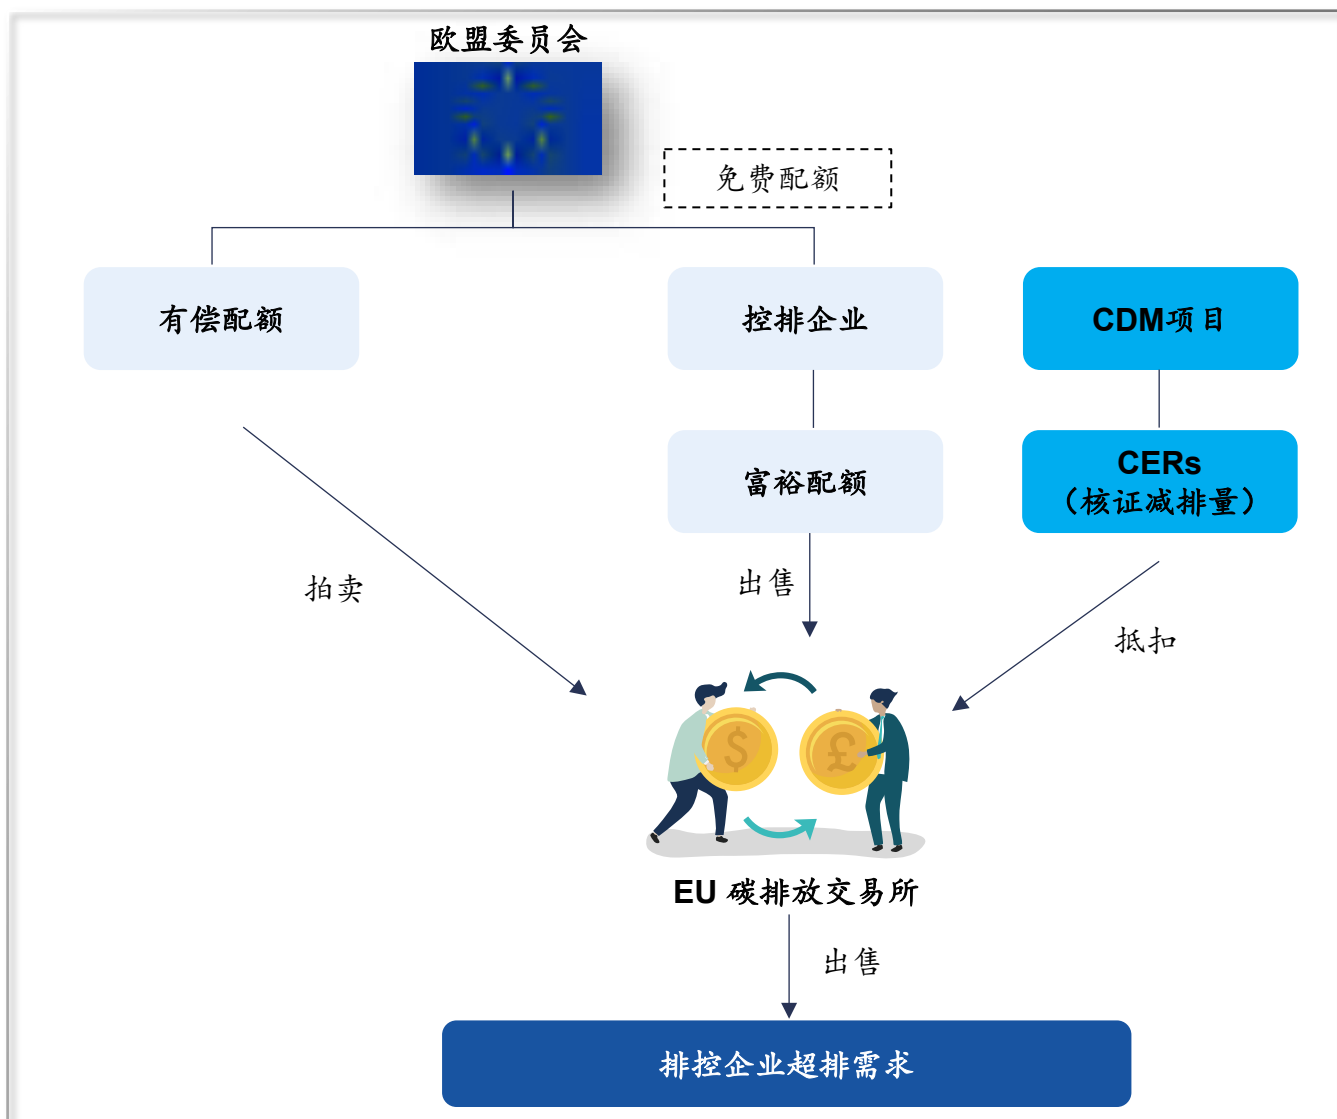 欧盟委员会
免费配额
有偿配额
控排企业
CDM项目
富裕配额
CERs
（核证减排量）
拍卖
出售
抵扣
$
£
EU 碳排放交易所
出售
排控企业超排需求